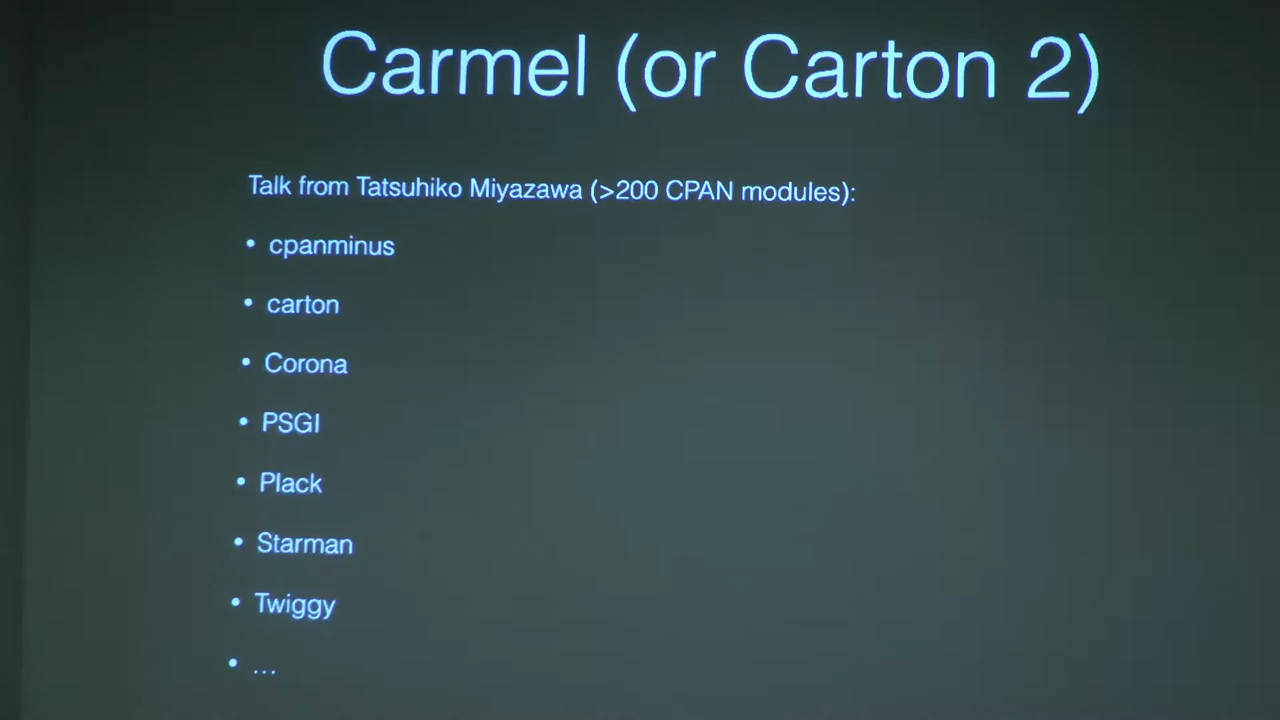 Carmel (or Carton 2)
Talk from Tatsuhiko Miyazawa (>200 CPAN modules):
• cpanminus
• carton
• Corona
• PSGI
• Plack
• Starman
• Twiggy
• ...